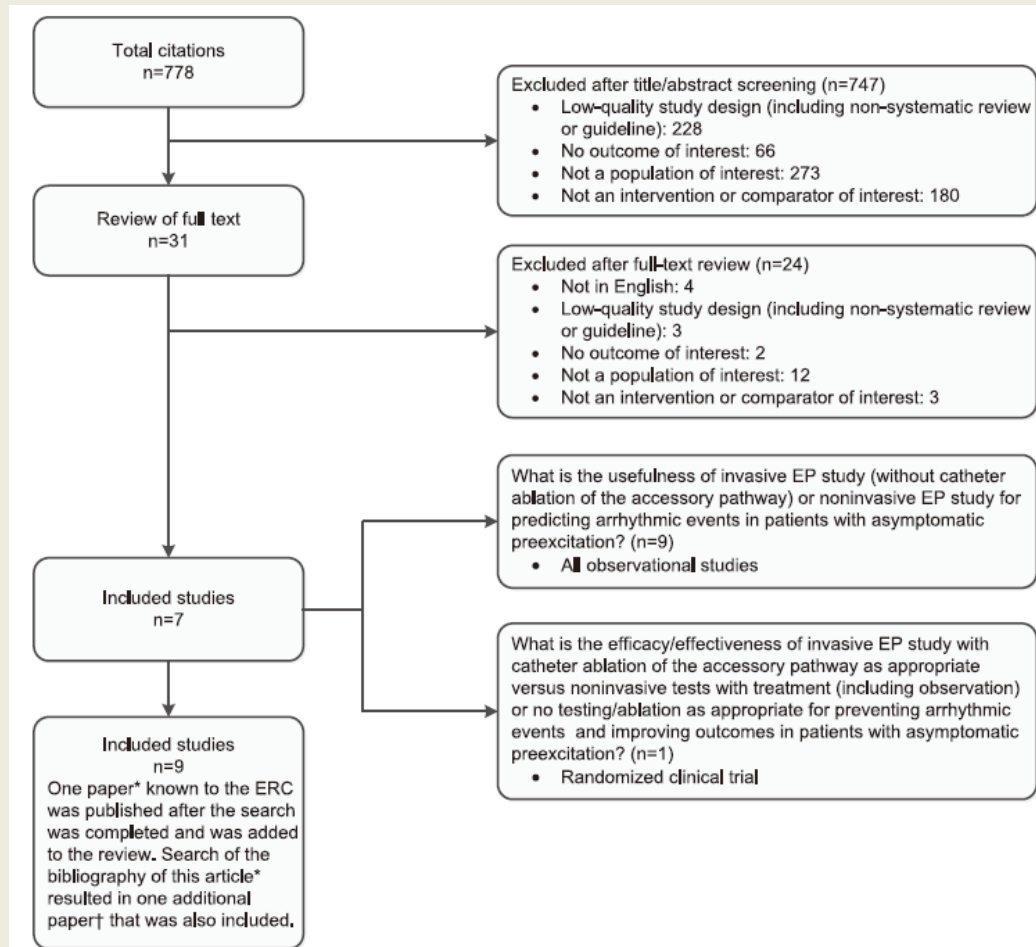 Total citations
n=778
Excluded after title/abstract screening (n=747)
• Low-quality study design (including non-systematic review
or guideline): 228
• No outcome of interest: 66
• Not a population of interest: 273
• Not an intervention or comparator of interest: 180
Review of full text
n=31
Excluded after full-text review (n=24)
• Not in English: 4
• Low-quality study design (including non-systematic review
or guideline): 3
• No outcome of interest: 2
• Not a population of interest: 12
• Not an intervention or comparator of interest: 3
What is the usefulness of invasive EP study (without catheter
ablation of the accessory pathway) or noninvasive EP study for
predicting arrhythmic events in patients with asymptomatic
preexcitation? (n=9)
• All observational studies
Included studies
n=7
What is the efficacy/effectiveness of invasive EP study with
catheter ablation of the accessory pathway as appropriate
versus noninvasive tests with treatment (including observation)
or no testing/ablation as appropriate for preventing arrhythmic
events and improving outcomes in patients with asymptomatic
preexcitation? (n=1)
• Randomized clinical trial
Included studies
n=9
One paper* known to the ERC
was published after the search
was completed and was added
to the review. Search of the
bibliography of this article*
resulted in one additional
paper† that was also included.